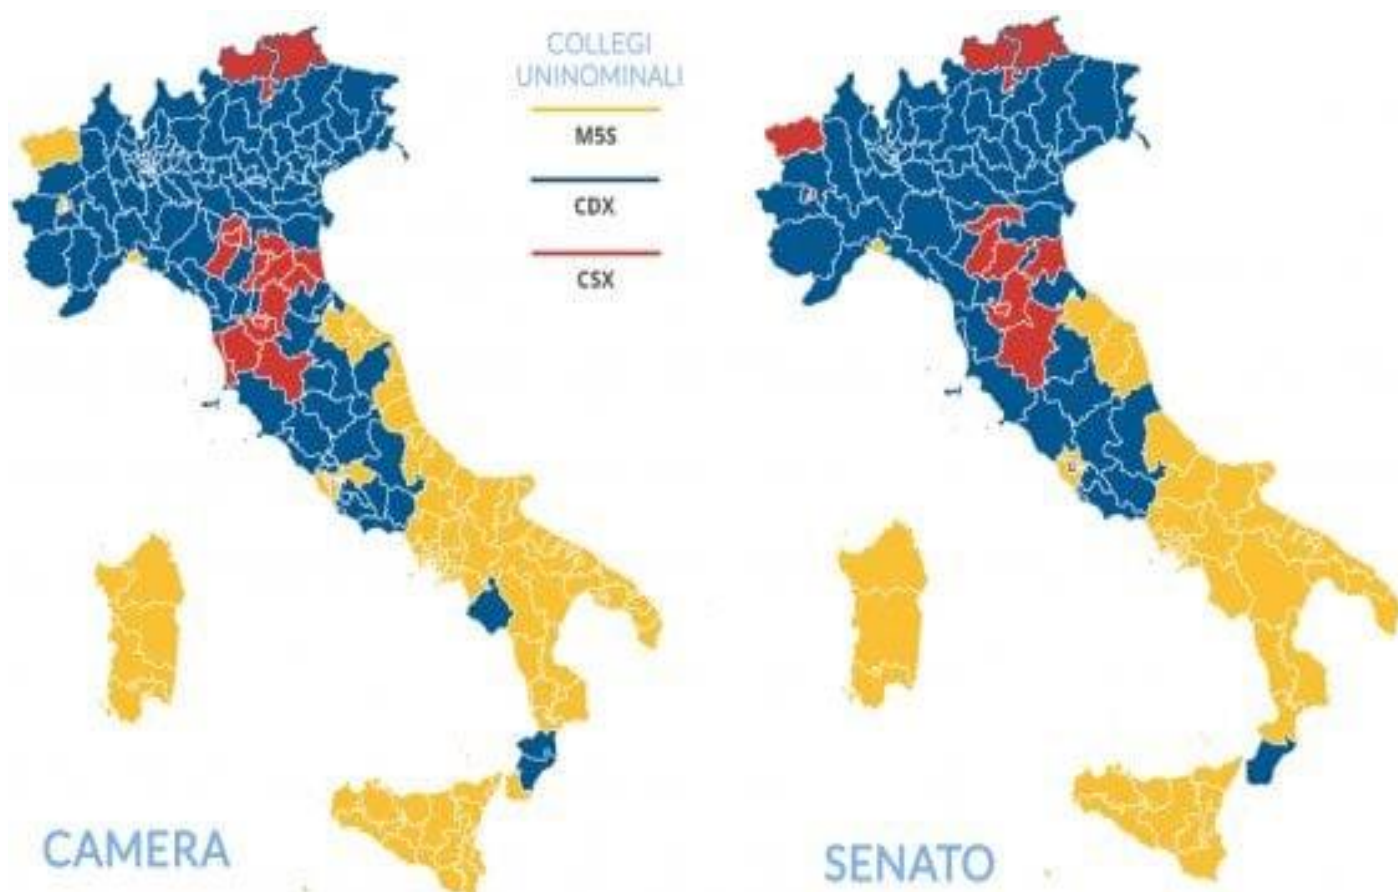 COLLEGI
UNINOMINALI
M5S
CDX
CSX
CAMERA
SENATO